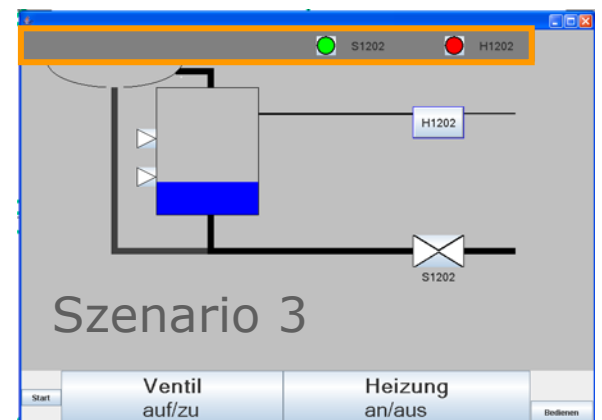 S1202 H1202
H1202
S1202
Szenario 3
Start
Ventil
auf/zu
Heizung
an/aus
Bedienen